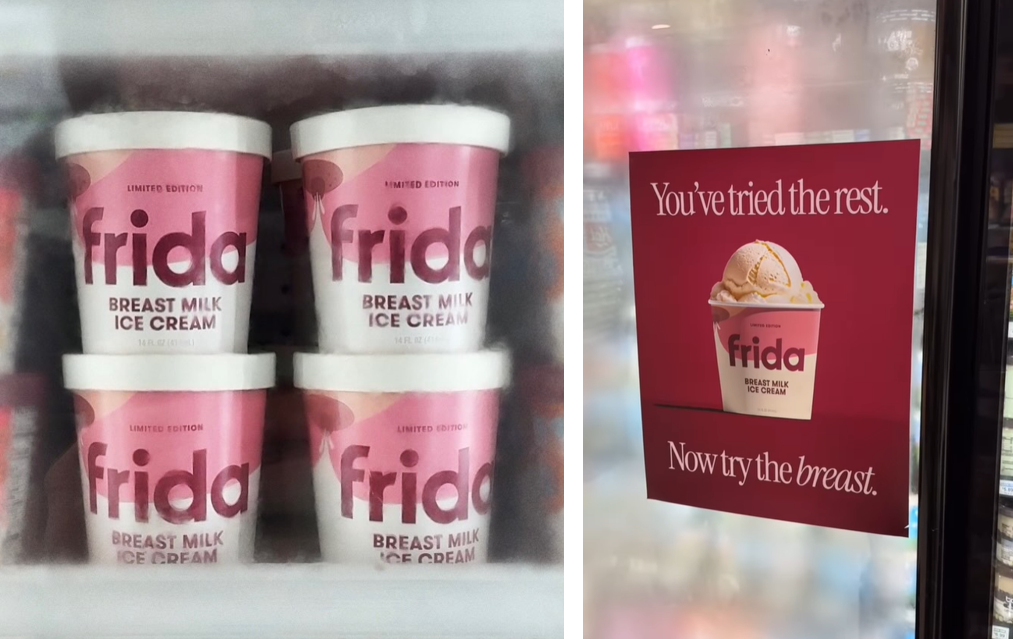 LIMITED EDITION
frida
BREAST MILK
ICE CREAM
LIMITED EDITION
frida
BREAST MILK
ICE CREAM
LIMITED EDITION
frida
BREAST MILK
ICE CREAM
LIMITED EDITION
frida
BREAST MILK
ICE CREAM
You've tried the rest.
LIMITED EDITION
frida
BREAST MILK
ICE CREAM
Now try the breast.